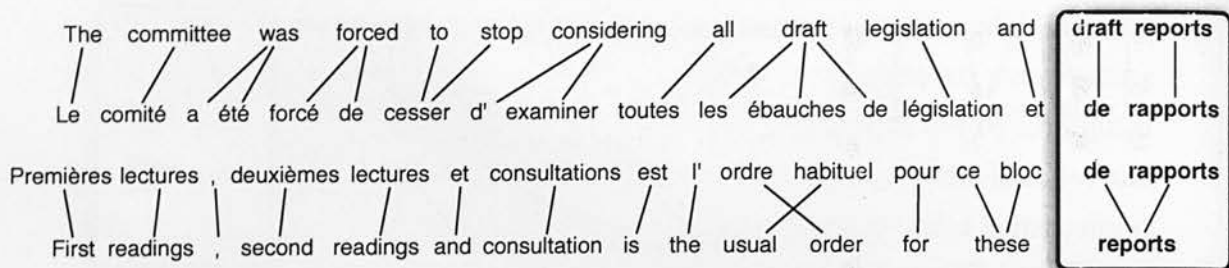 The committee was forced to stop considering all draft legislation and draft reports
Le comité a été forcé de cesser d' examiner toutes les ébauches de législation et de rapports
Premières lectures , deuxièmes lectures et consultations est l' ordre habituel pour ce bloc de rapports
First readings , second readings and consultation is the usual order for these reports